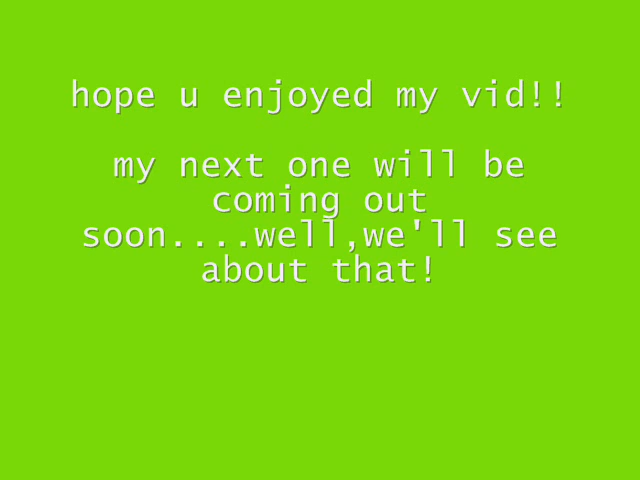 hope u enjoyed my vid!!
my next one will be
coming out
soon....well,we'll see
about that!